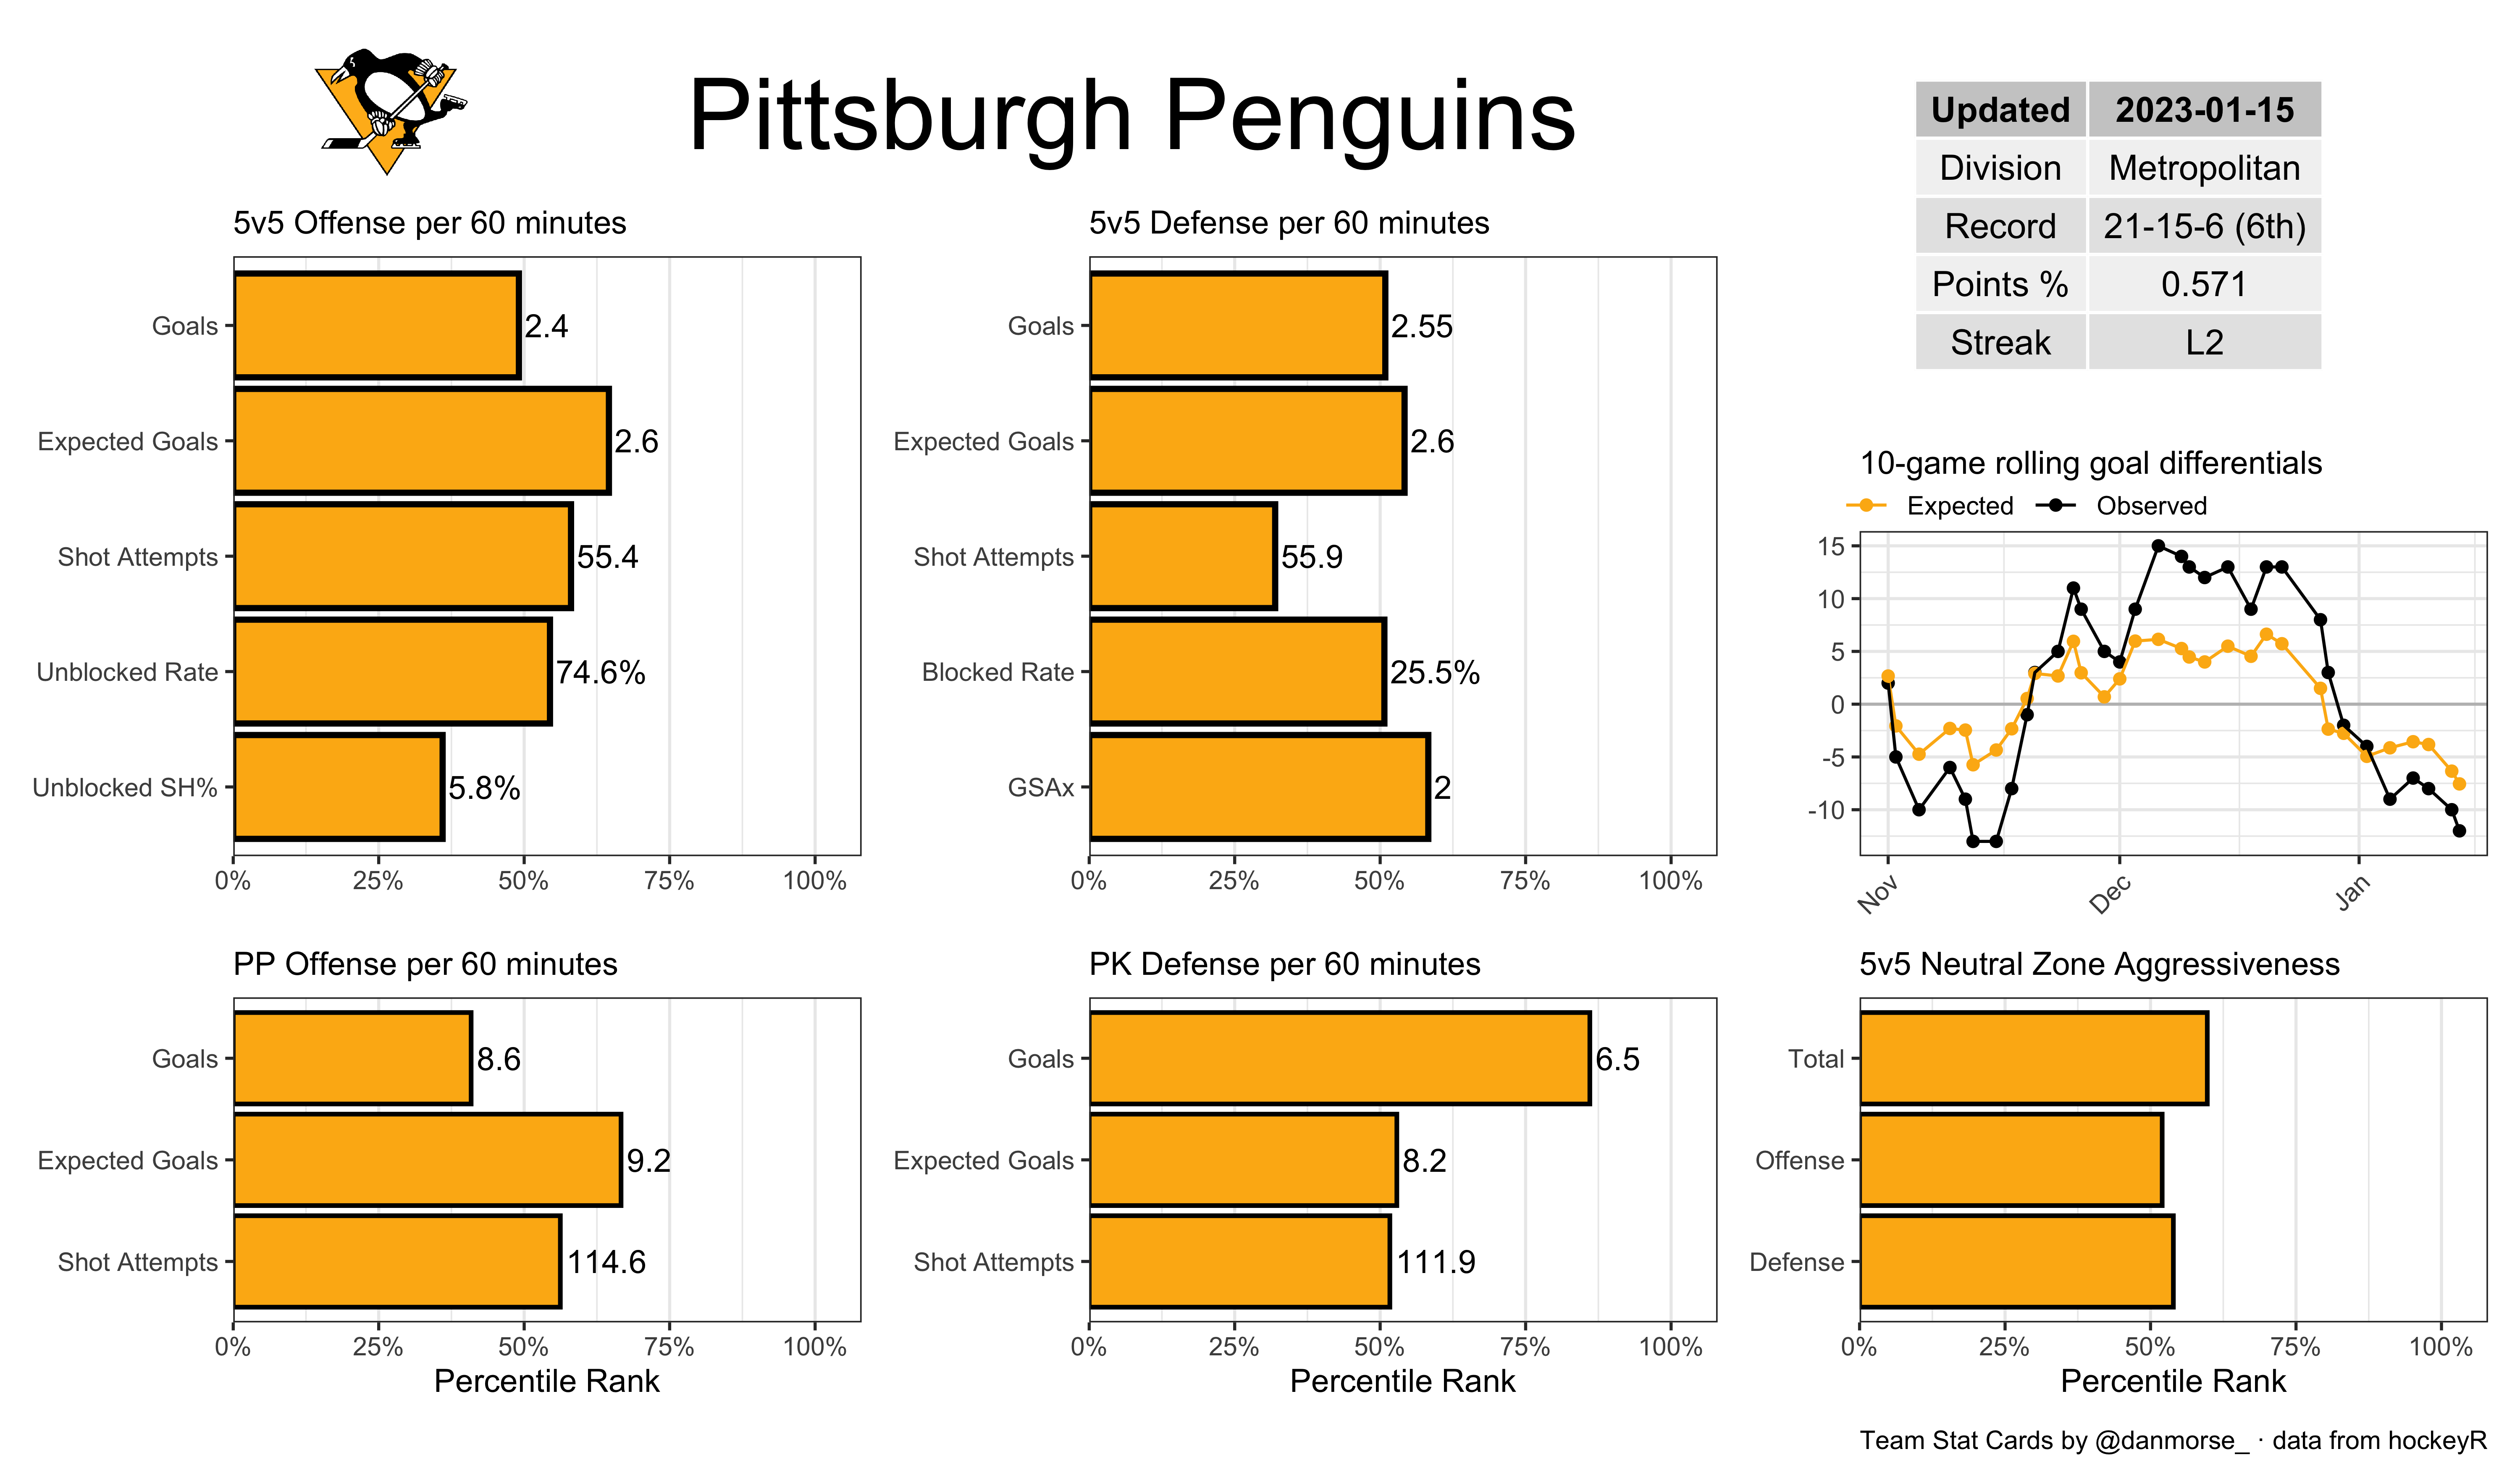 Pittsburgh Penguins
Updated 2023-01-15
Division Metropolitan
Record 21-15-6 (6th)
Points % 0.571
Streak L2
5v5 Offense per 60 minutes
Goals 2.4
Expected Goals 2.6
Shot Attempts 55.4
Unblocked Rate 74.6%
Unblocked SH% 5.8%
0% 25% 50% 75% 100%
5v5 Defense per 60 minutes
Goals 2.55
Expected Goals 2.6
Shot Attempts 55.9
Blocked Rate 25.5%
GSAx 2
0% 25% 50% 75% 100%
10-game rolling goal differentials
Expected Observed
15
10
5
0
-5
-10
Nov Dec Jan
PP Offense per 60 minutes
Goals 8.6
Expected Goals 9.2
Shot Attempts 114.6
0% 25% 50% 75% 100%
Percentile Rank
PK Defense per 60 minutes
Goals 6.5
Expected Goals 8.2
Shot Attempts 111.9
0% 25% 50% 75% 100%
Percentile Rank
5v5 Neutral Zone Aggressiveness
Total
Offense
Defense
0% 25% 50% 75% 100%
Percentile Rank
Team Stat Cards by @danmorse_ · data from hockeyR